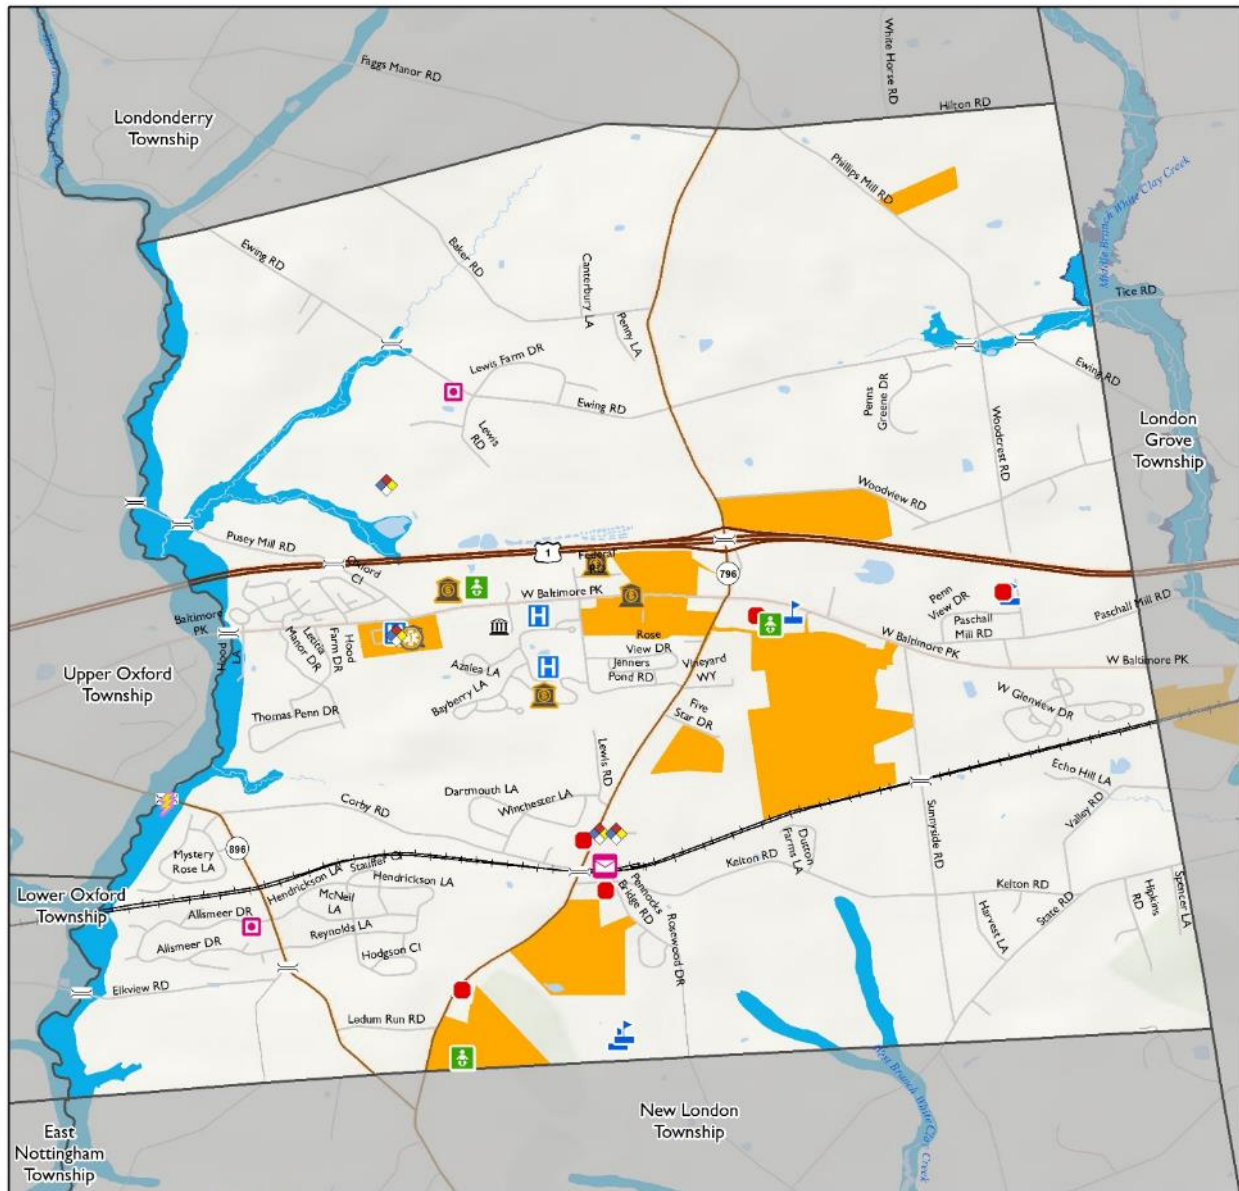 Faggs Manor RD
White Horse RD
Hilton RD
Londonderry
Township
Phillips Mill RD
Middle Branch White Clay Creek
Ewing RD
Baker RD
Canterbury LA
Penny LA
Tice RD
Lewis Farm DR
Ewing RD
Ewing RD
Penns
Greene DR
Lewis
RD
Woodcrest RD
London
Grove
Township
Woodview RD
Pusey Mill RD
Oxford
CI
1
Federal
796
W Baltimore PK
Penn
View DR
Paschall
Mill RD
Paschall Mill RD
Baltimore
PK
Hood
LA
Letitia
Manor DR
Hood
Farm DR
H
Rose
View DR
Jenners
Pond RD
Vineyard
WY
W Baltimore PK
W Baltimore PK
Upper Oxford
Township
Azalea LA
Bayberry LA
H
Thomas Penn DR
Five
Star DR
W Glenview DR
Lewis RD
Echo Hill LA
Valley RD
Dartmouth LA
Winchester LA
Corby RD
896
Mystery
Rose LA
Stauffer CI
Hendrickson LA
Hendrickson LA
Kelton RD
Dutton
Farms LA
Sunnyside RD
Pennocks
Bridge RD
Kelton RD
State RD
Hipkins
RD
Spencer LA
Harvest LA
Lower Oxford
Township
McNeil
LA
Alismeer DR
Reynolds LA
Alismeer DR
Hodgson CI
Rosewood DR
Elkview RD
Ledum Run RD
West Branch White Clay
Creek
New London
Township
East
Nottingham
Township